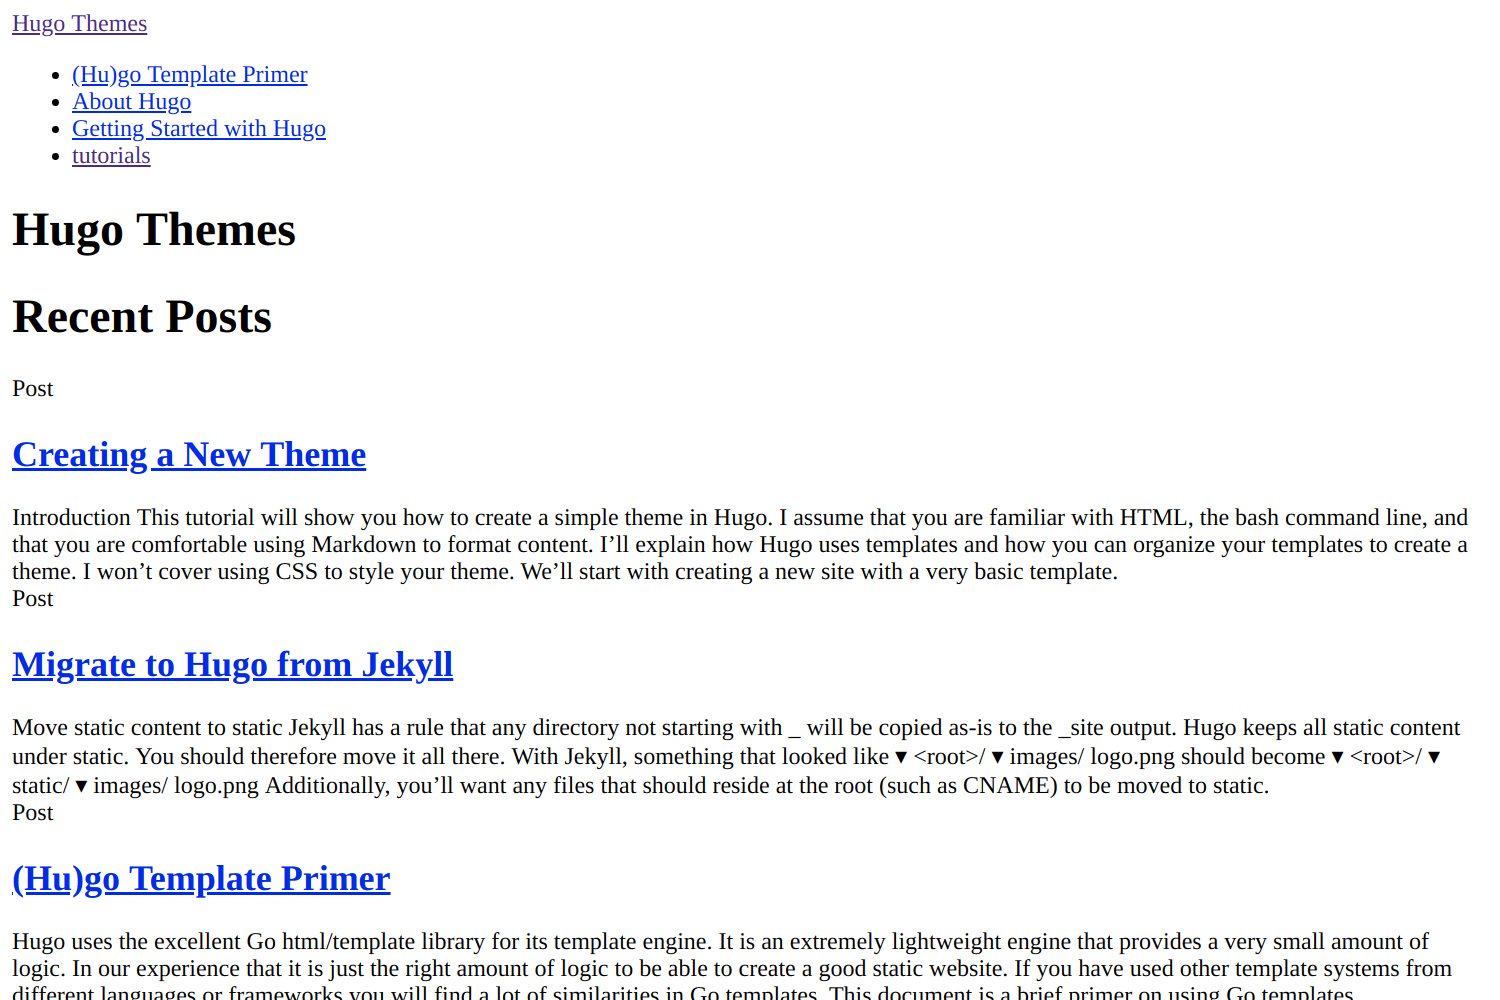 Hugo Themes
(Hu)go Template Primer
About Hugo
Getting Started with Hugo
tutorials
Hugo Themes
Recent Posts
Post
Creating a New Theme
Introduction This tutorial will show you how to create a simple theme in Hugo. I assume that you are familiar with HTML, the bash command line, and
that you are comfortable using Markdown to format content. I’ll explain how Hugo uses templates and how you can organize your templates to create a
theme. I won’t cover using CSS to style your theme. We’ll start with creating a new site with a very basic template.
Post
Migrate to Hugo from Jekyll
Move static content to static Jekyll has a rule that any directory not starting with _ will be copied as-is to the _site output. Hugo keeps all static content
under static. You should therefore move it all there. With Jekyll, something that looked like ▾ <root>/ ▾ images/ logo.png should become ▾ <root>/ ▾
static/ ▾ images/ logo.png Additionally, you’ll want any files that should reside at the root (such as CNAME) to be moved to static.
Post
(Hu)go Template Primer
Hugo uses the excellent Go html/template library for its template engine. It is an extremely lightweight engine that provides a very small amount of
logic. In our experience that it is just the right amount of logic to be able to create a good static website. If you have used other template systems from
different languages or frameworks you will find a lot of similarities in Go templates. This document is a brief primer on using Go templates.